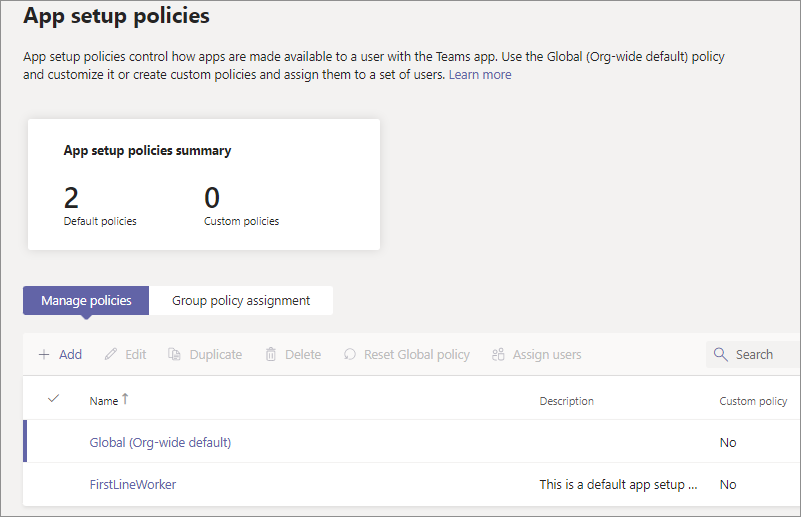 App setup policies
App setup policies control how apps are made available to a user with the Teams app. Use the Global (Org-wide default) policy
and customize it or create custom policies and assign them to a set of users. Learn more
App setup policies summary
2 0
Default policies Custom policies
Manage policies Group policy assignment
+ Add Edit Duplicate Delete Reset Global policy Assign users Search
Name ↑ Description Custom policy
Global (Org-wide default) No
FirstLineWorker This is a default app setup ... No